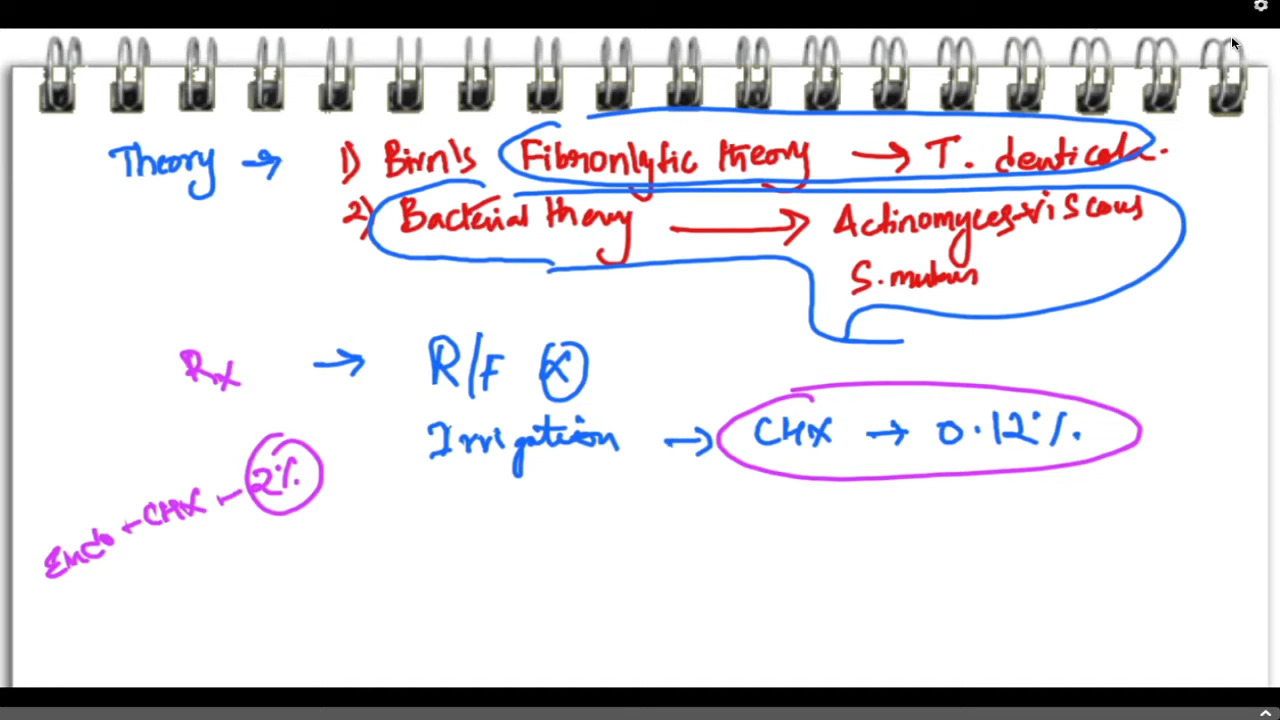 Theory → 1) Birn's Fibronlytic theory → T. denticola.
2) Bacterial theory → Actinomyces viscous
S. mutans
Rx → R/F X
Irrigation → CHX → 0.12%.
Endo - CHX - 2%